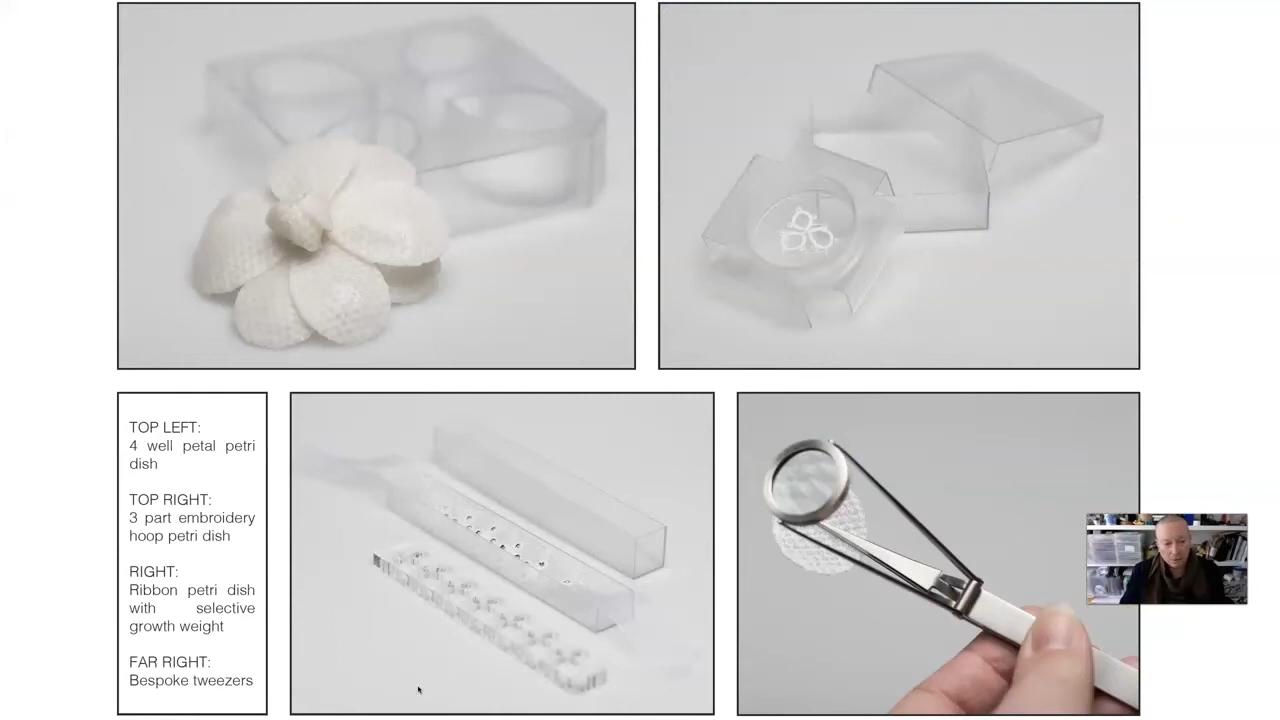 TOP LEFT:
4 well petal petri
dish
TOP RIGHT:
3 part embroidery
hoop petri dish
RIGHT:
Ribbon petri dish
with selective
growth weight
FAR RIGHT:
Bespoke tweezers